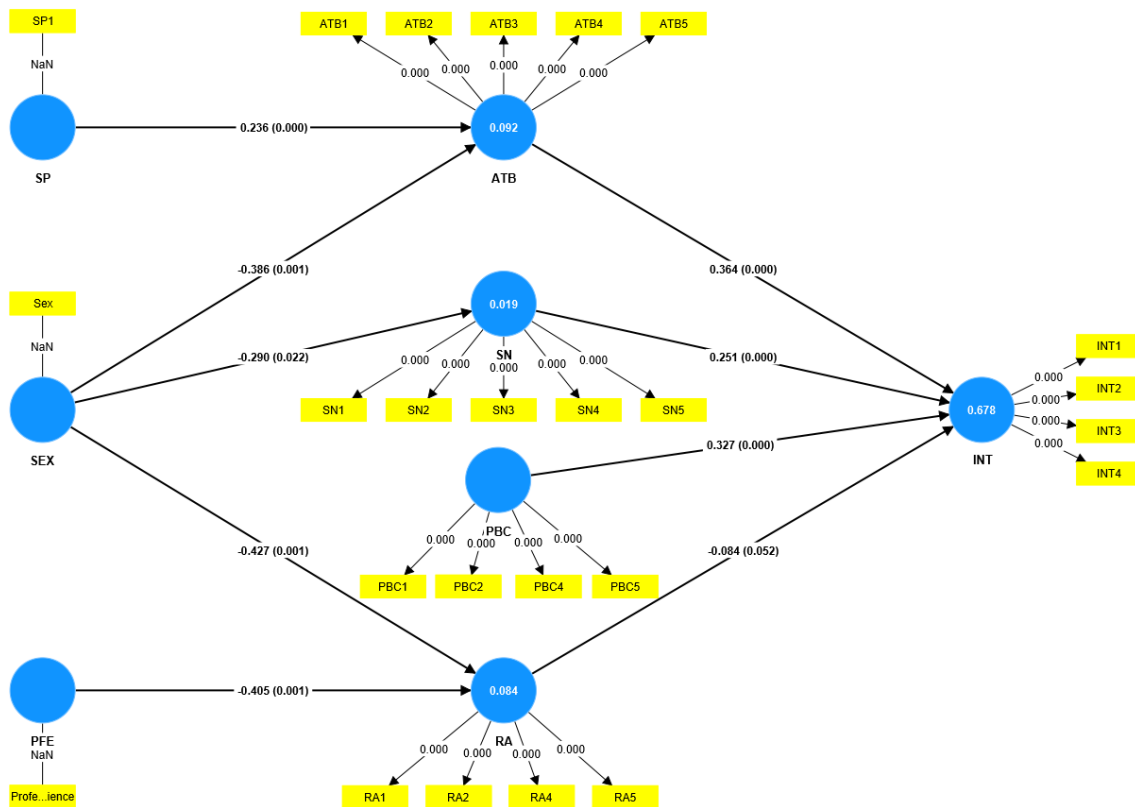 SP1
ATB1
ATB2
ATB3
ATB4
ATB5
NaN
0.000
0.000
0.000
0.000
0.000
0.236 (0.000)
0.092
SP
ATB
-0.386 (0.001)
0.364 (0.000)
Sex
0.019
NaN
-0.290 (0.022)
SN
0.251 (0.000)
0.000
0.000
0.000
0.000
0.000
SN1
SN2
SN3
SN4
SN5
SEX
0.678
INT
INT1
INT2
INT3
INT4
0.000
0.000
0.000
0.000
0.327 (0.000)
PBC
0.000
0.000
0.000
0.000
-0.427 (0.001)
-0.084 (0.052)
PBC1
PBC2
PBC4
PBC5
-0.405 (0.001)
0.084
PFE
RA
NaN
0.000
0.000
0.000
0.000
Profe...ience
RA1
RA2
RA4
RA5